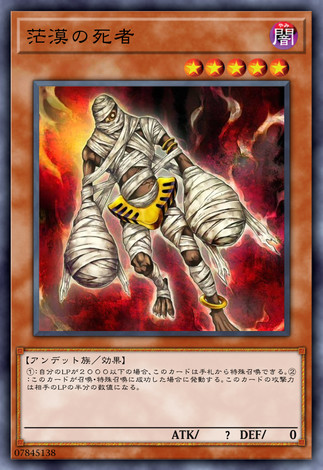 茫漠の死者
闇
やみ
【アンデット族／効果】
①：自分のLPが２０００以下の場合、このカードは手札から特殊召喚できる。②
：このカードが召喚・特殊召喚に成功した場合に発動する。このカードの攻撃力
は相手のLPの半分の数値になる。
ATK/ ? DEF/ 0
07845138